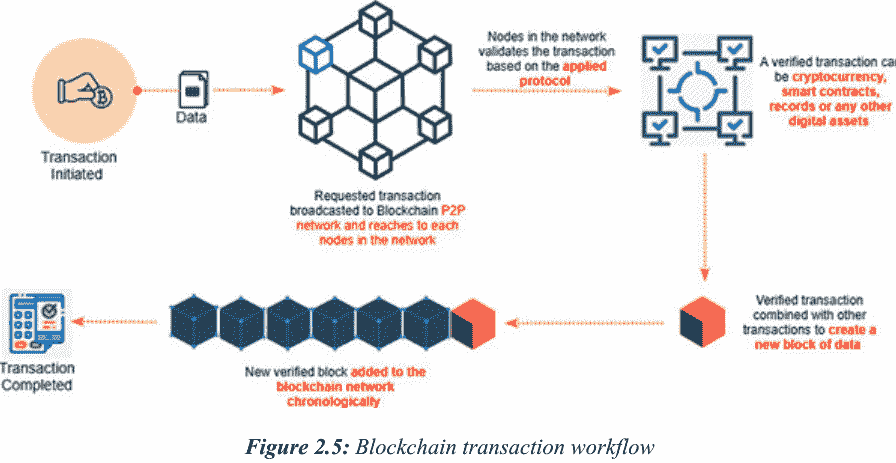 Transaction
Initiated
Data
Requested transaction
broadcasted to Blockchain P2P
network and reaches to each
nodes in the network
Nodes in the network
validates the transaction
based on the applied
protocol
A verified transaction can
be cryptocurrency,
smart contracts,
records or any other
digital assets
Verified transaction
combined with other
transactions to create a
new block of data
New verified block added to the
blockchain network
chronologically
Transaction
Completed
Figure 2.5: Blockchain transaction workflow